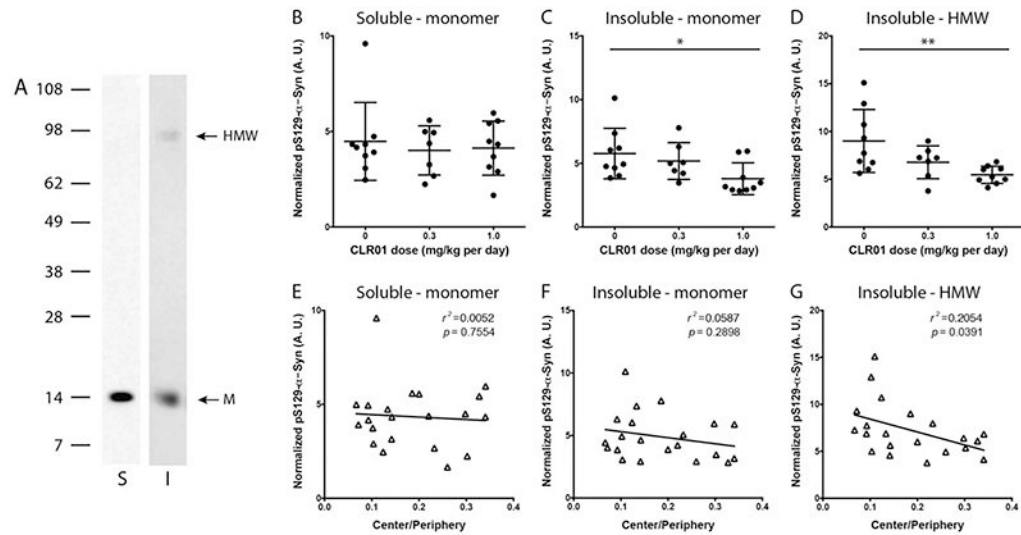 A
108
98
HMW
62
49
38
28
14
M
7
S I
B
Soluble - monomer
Normalized pS129-α-Syn (A. U.)
10
5
0
0 0.3 1.0
CLR01 dose (mg/kg per day)
C
Insoluble - monomer
*
Normalized pS129-α-Syn (A. U.)
15
10
5
0
0 0.3 1.0
CLR01 dose (mg/kg per day)
D
Insoluble - HMW
**
Normalized pS129-α-Syn (A. U.)
20
15
10
5
0
0 0.3 1.0
CLR01 dose (mg/kg per day)
E
Soluble - monomer
r²=0.0052
p = 0.7554
Normalized pS129-α-Syn (A. U.)
10
5
0
0.0 0.1 0.2 0.3 0.4
Center/Periphery
F
Insoluble - monomer
r²=0.0587
p = 0.2898
Normalized pS129-α-Syn (A. U.)
15
10
5
0
0.0 0.1 0.2 0.3 0.4
Center/Periphery
G
Insoluble - HMW
r²=0.2054
p = 0.0391
Normalized pS129-α-Syn (A. U.)
20
15
10
5
0
0.0 0.1 0.2 0.3 0.4
Center/Periphery